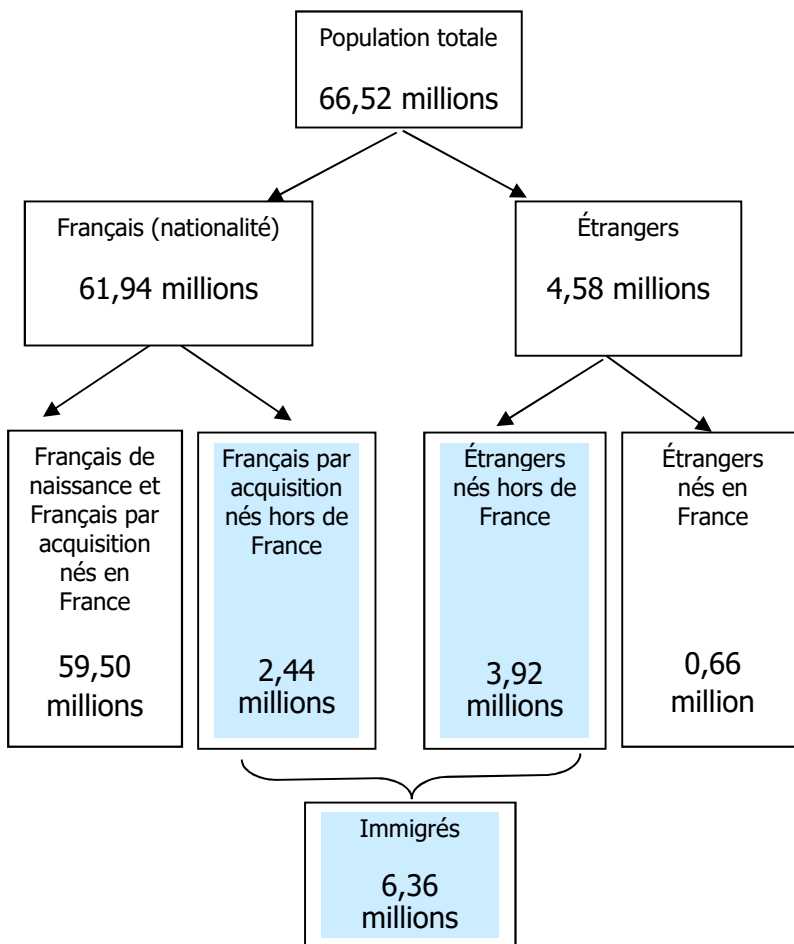 Population totale
66,52 millions
Français (nationalité)
61,94 millions
Étrangers
4,58 millions
Français de
naissance et
Français par
acquisition
nés en
France
59,50
millions
Français par
acquisition
nés hors de
France
2,44
millions
Étrangers
nés hors de
France
3,92
millions
Étrangers
nés en
France
0,66
million
Immigrés
6,36
millions